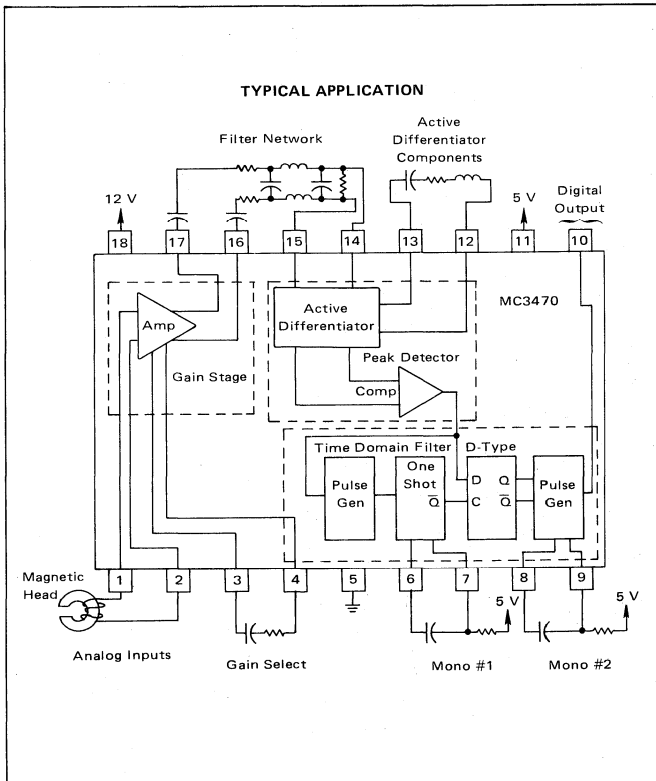 TYPICAL APPLICATION
Filter Network
Active
Differentiator
Components
12 V
5 V
Digital
Output
18
17
16
15
14
13
12
11
10
MC3470
Amp
Gain Stage
Active
Differentiator
Peak Detector
Comp
Time Domain Filter
D-Type
Pulse
Gen
One
Shot
Q
D Q
C Q
Pulse
Gen
Magnetic
Head
1
2
3
4
5
6
7
8
9
5 V
5 V
Analog Inputs
Gain Select
Mono #1
Mono #2